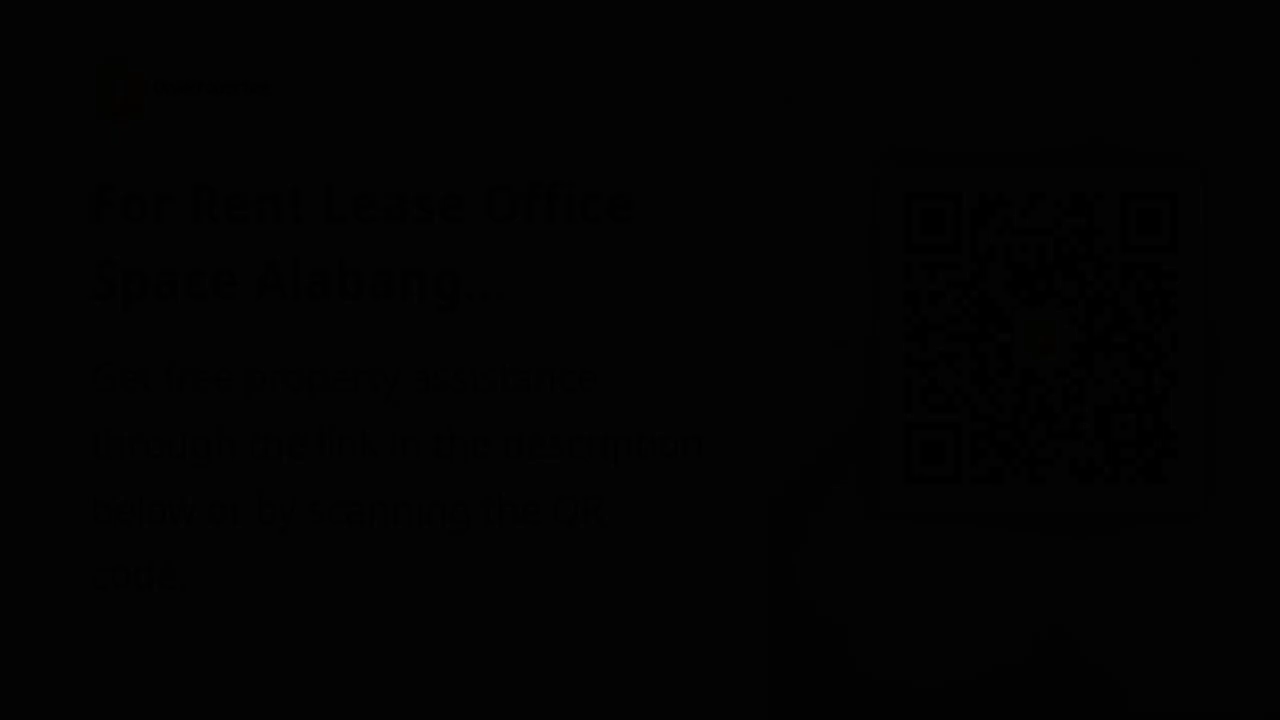 For Rent Lease Office
Space Alabang...
Get free property assistance
through the link in the description
below or by scanning the QR
code.